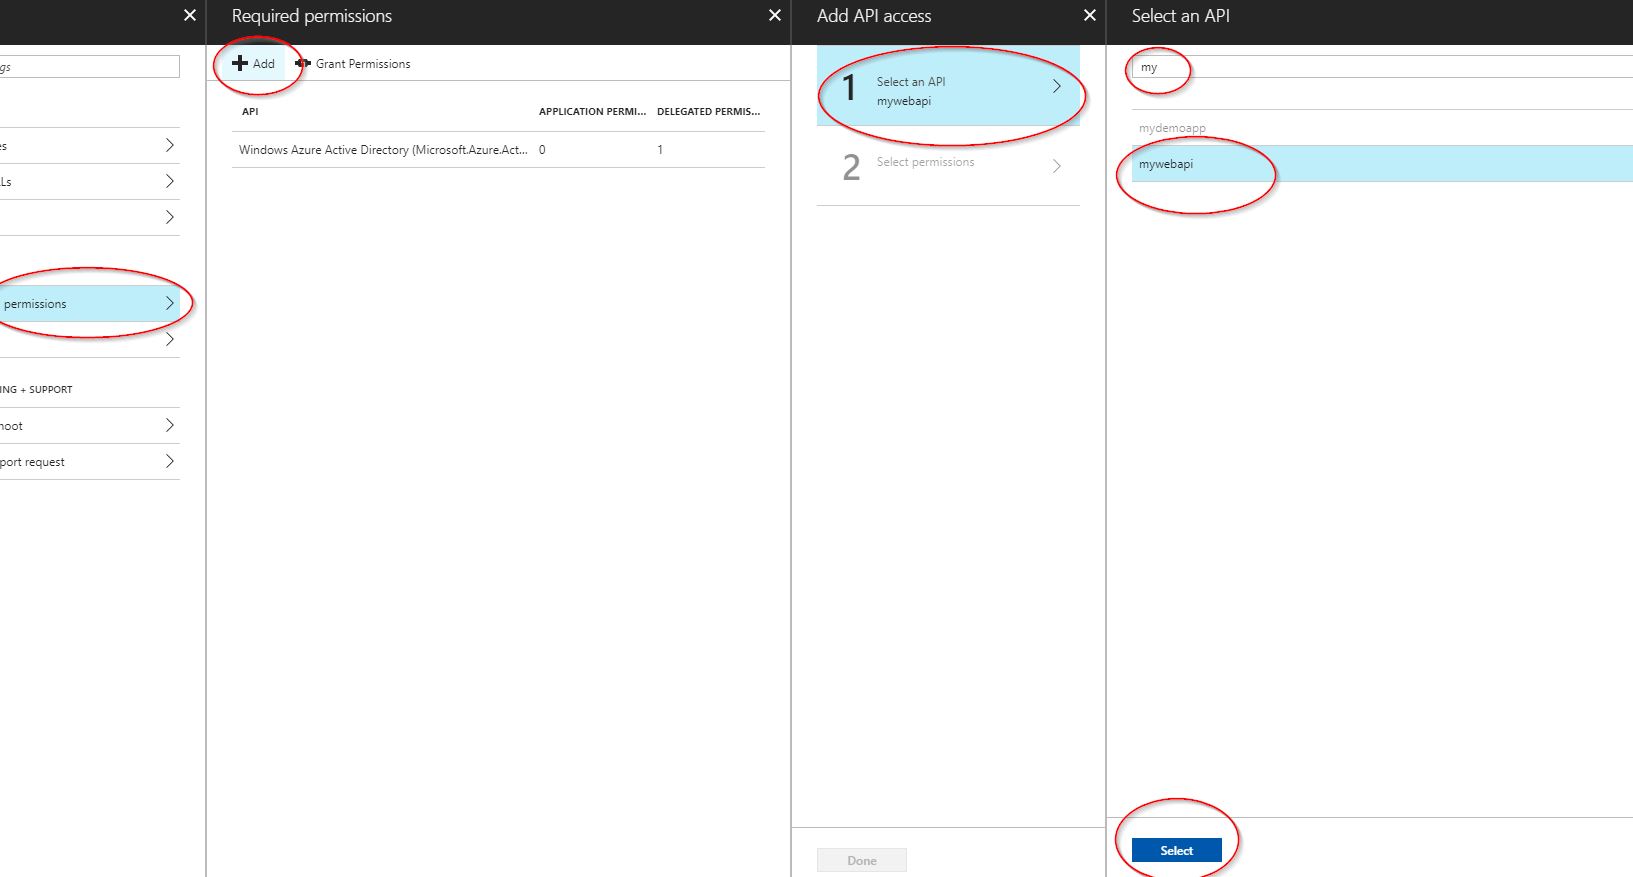 Required permissions
Add API access
Select an API
gs
Add
Grant Permissions
API
APPLICATION PERMI...
DELEGATED PERMIS...
Windows Azure Active Directory (Microsoft.Azure.Act...
0
1
es
Ls
permissions
ING + SUPPORT
hoot
port request
1
Select an API
mywebapi
2
Select permissions
Done
my
mydemoapp
mywebapi
Select